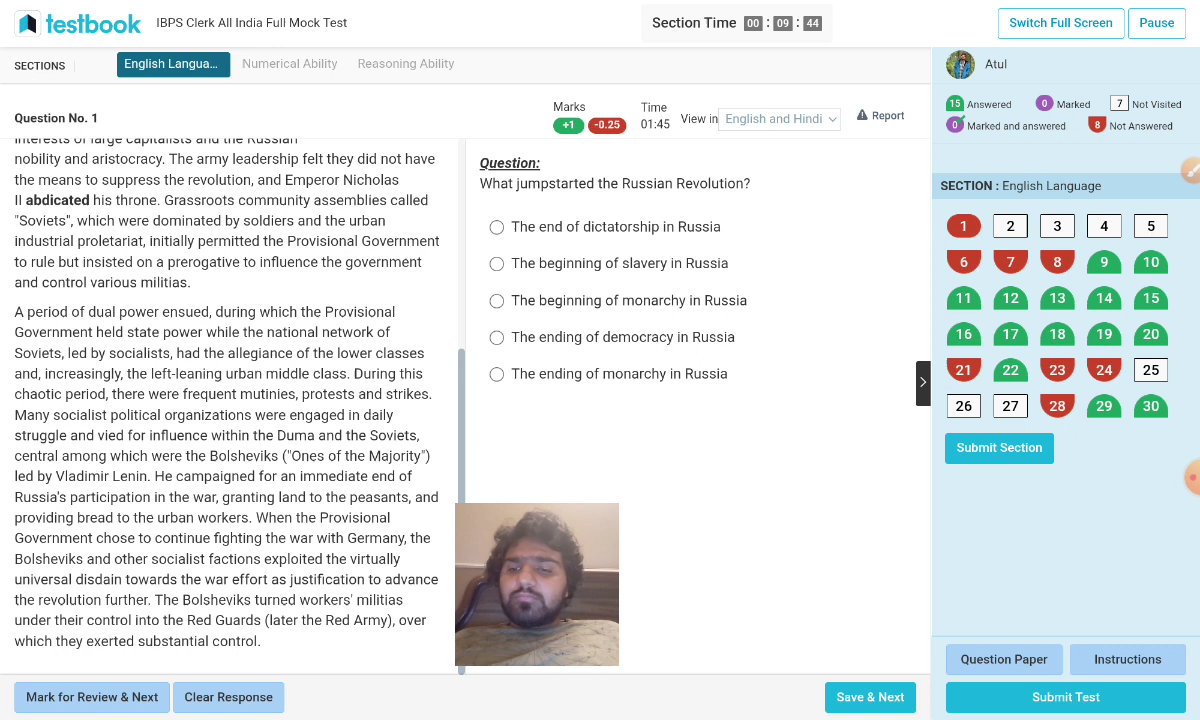 testbook
IBPS Clerk All India Full Mock Test
Section Time 00 : 09 : 44
Switch Full Screen
Pause
SECTIONS
English Langua...
Numerical Ability
Reasoning Ability
Atul
15 Answered
0 Marked
7 Not Visited
0 Marked and answered
8 Not Answered
Question No. 1
Marks
+1 -0.25
Time
01:45
View in English and Hindi
Report
interests of large capitalists and the Russian
nobility and aristocracy. The army leadership felt they did not have
the means to suppress the revolution, and Emperor Nicholas
II abdicated his throne. Grassroots community assemblies called
"Soviets", which were dominated by soldiers and the urban
industrial proletariat, initially permitted the Provisional Government
to rule but insisted on a prerogative to influence the government
and control various militias.
A period of dual power ensued, during which the Provisional
Government held state power while the national network of
Soviets, led by socialists, had the allegiance of the lower classes
and, increasingly, the left-leaning urban middle class. During this
chaotic period, there were frequent mutinies, protests and strikes.
Many socialist political organizations were engaged in daily
struggle and vied for influence within the Duma and the Soviets,
central among which were the Bolsheviks ("Ones of the Majority")
led by Vladimir Lenin. He campaigned for an immediate end of
Russia's participation in the war, granting land to the peasants, and
providing bread to the urban workers. When the Provisional
Government chose to continue fighting the war with Germany, the
Bolsheviks and other socialist factions exploited the virtually
universal disdain towards the war effort as justification to advance
the revolution further. The Bolsheviks turned workers' militias
under their control into the Red Guards (later the Red Army), over
which they exerted substantial control.
Question:
What jumpstarted the Russian Revolution?
The end of dictatorship in Russia
The beginning of slavery in Russia
The beginning of monarchy in Russia
The ending of democracy in Russia
The ending of monarchy in Russia
SECTION : English Language
1 2 3 4 5
6 7 8 9 10
11 12 13 14 15
16 17 18 19 20
21 22 23 24 25
26 27 28 29 30
Submit Section
Question Paper
Instructions
Mark for Review & Next
Clear Response
Save & Next
Submit Test